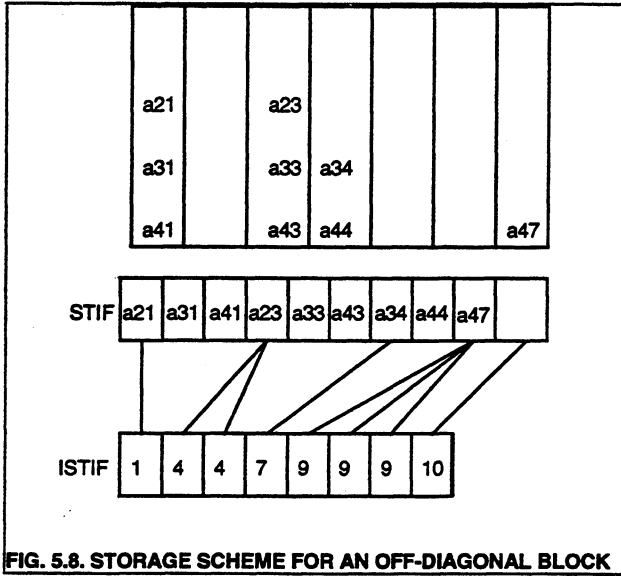 a21 a23
a31 a33 a34
a41 a43 a44 a47
STIF a21 a31 a41 a23 a33 a43 a34 a44 a47
ISTIF 1 4 4 7 9 9 9 10
FIG. 5.8. STORAGE SCHEME FOR AN OFF-DIAGONAL BLOCK